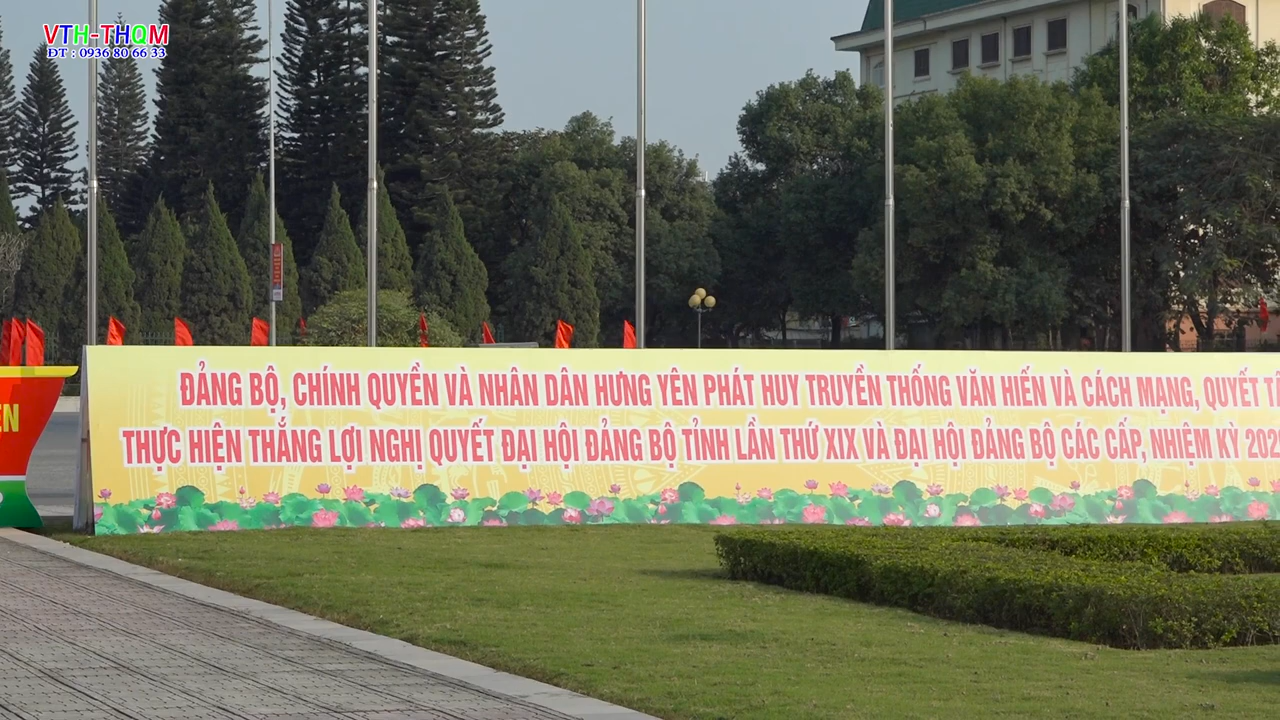 VTH-THQM
ĐT : 0936 80 66 33
ĐẢNG BỘ, CHÍNH QUYỀN VÀ NHÂN DÂN HƯNG YÊN PHÁT HUY TRUYỀN THỐNG VĂN HIẾN VÀ CÁCH MẠNG, QUYẾT
THỰC HIỆN THẮNG LỢI NGHỊ QUYẾT ĐẠI HỘI ĐẢNG BỘ TỈNH LẦN THỨ XIX VÀ ĐẠI HỘI ĐẢNG BỘ CÁC CẤP, NHIỆM KỲ 202